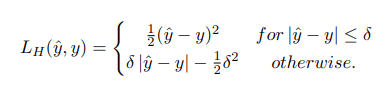 L_H(ŷ, y) = { ½(ŷ − y)² for |ŷ − y| ≤ δ
δ |ŷ − y| − ½δ² otherwise.